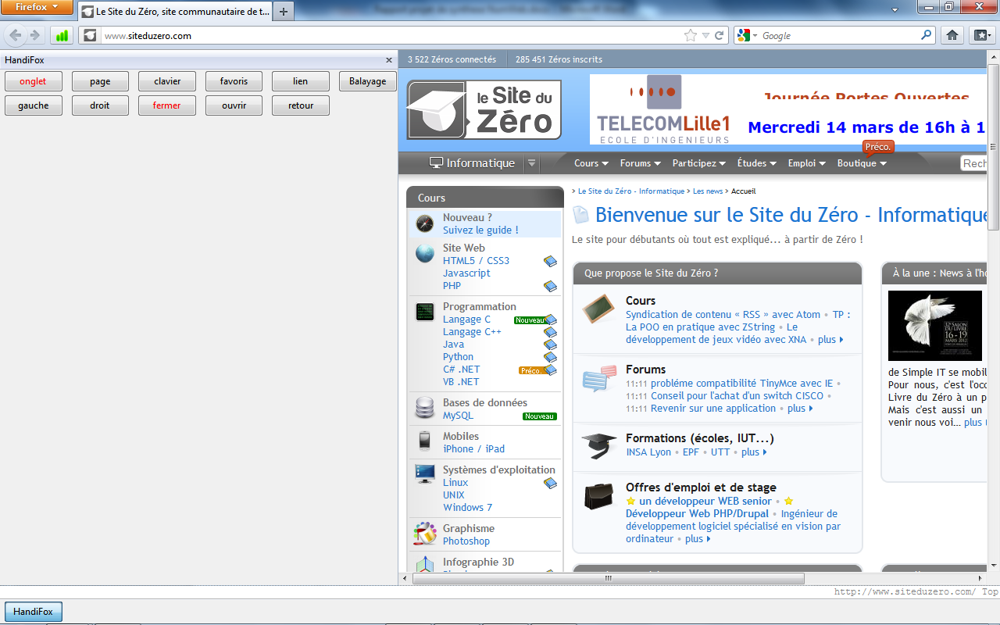 Firefox
Le Site du Zéro, site communautaire de t...
www.siteduzero.com
Google
HandiFox
onglet page clavier favoris lien Balayage
gauche droit fermer ouvrir retour
3 522 Zéros connectés 285 451 Zéros inscrits
le Site du
Zéro
Journée Portes Ouvertes
TELECOMLille1
ECOLE D'INGENIEURS
Mercredi 14 mars de 16h à 1
Préco.
Informatique Cours Forums Participez Études Emploi Boutique Rech
Cours
Nouveau ?
Suivez le guide !
Site Web
HTML5 / CSS3
Javascript
PHP
Programmation
Langage C Nouveau
Langage C++
Java
Python
C# .NET Préco.
VB .NET
Bases de données
MySQL Nouveau
Mobiles
iPhone / iPad
Systèmes d'exploitation
Linux
UNIX
Windows 7
Graphisme
Photoshop
Infographie 3D
> Le Site du Zéro - Informatique > Les news > Accueil
Bienvenue sur le Site du Zéro - Informatique
Le site pour débutants où tout est expliqué... à partir de Zéro !
Que propose le Site du Zéro ?
Cours
Syndication de contenu « RSS » avec Atom • TP :
La POO en pratique avec ZString • Le
développement de jeux vidéo avec XNA • plus
Forums
11:11 probléme compatibilité TinyMce avec IE •
11:11 Conseil pour l'achat d'un switch CISCO •
11:11 Revenir sur une application • plus
Formations (écoles, IUT...)
INSA Lyon • EPF • UTT • plus
Offres d'emploi et de stage
un développeur WEB senior •
Développeur Web PHP/Drupal • Ingénieur de
développement logiciel spécialisé en vision par
ordinateur • plus
À la une : News à l'ho
32e SALON
DU LIVRE
16-19
MARS 2012
de Simple IT se mobil
Pour nous, c'est l'occ
Livre du Zéro à un p
Mais c'est aussi un
venir nous voi... plus
http://www.siteduzero.com/ Top
HandiFox